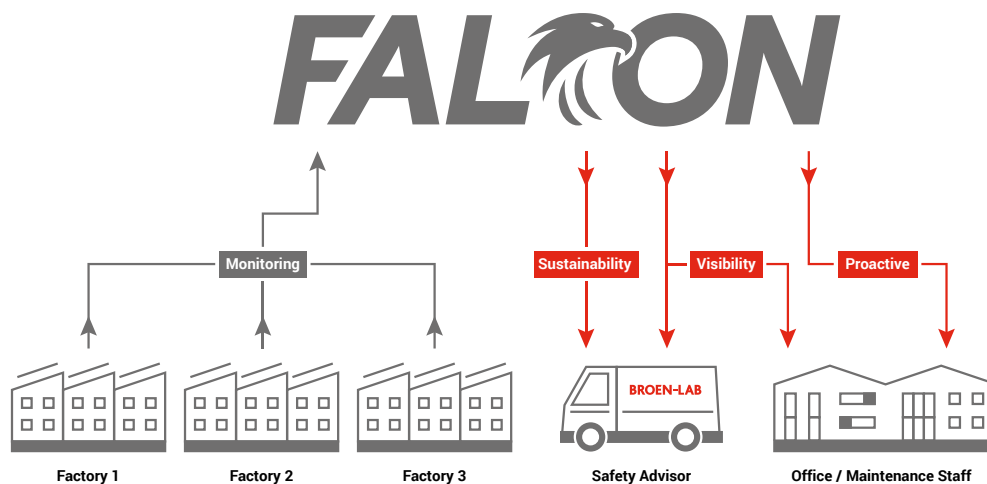 FALCON
Monitoring
Sustainability
Visibility
Proactive
BROEN-LAB
Factory 1
Factory 2
Factory 3
Safety Advisor
Office / Maintenance Staff